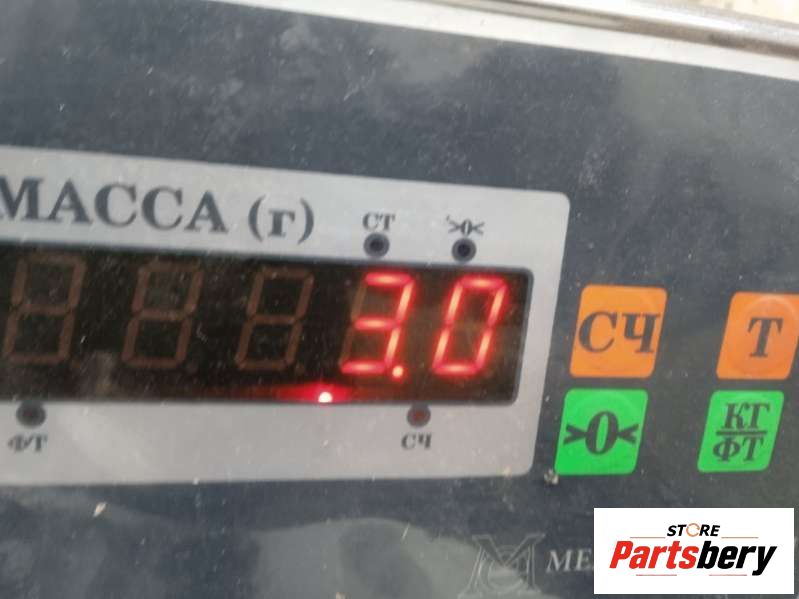 МАССА (г)
СТ >0<
3.0
ФТ СЧ
СЧ Т
>0< КГ/ФТ
STORE
Partsbery